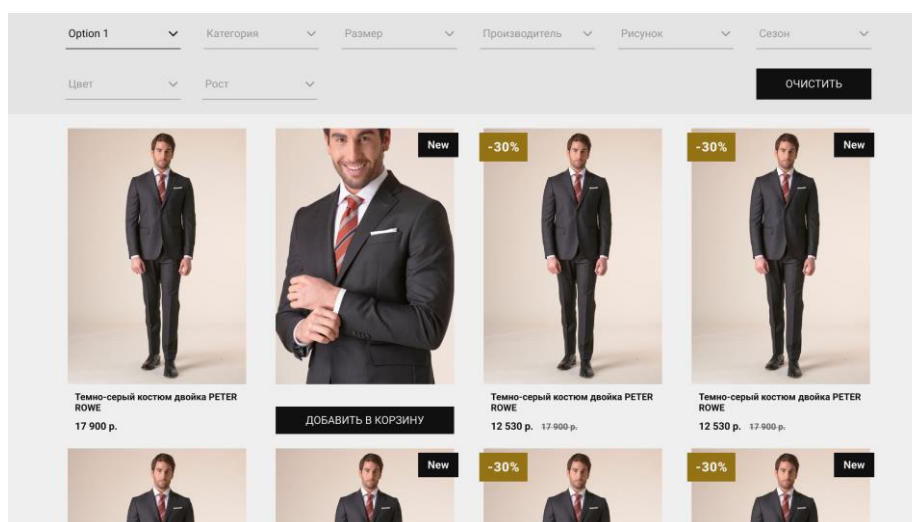 Option 1
Категория
Размер
Производитель
Рисунок
Сезон
Цвет
Рост
ОЧИСТИТЬ
New
-30%
-30%
New
Темно-серый костюм двойка PETER
ROWE
17 900 р.
ДОБАВИТЬ В КОРЗИНУ
Темно-серый костюм двойка PETER
ROWE
12 530 р. 17 900 р.
Темно-серый костюм двойка PETER
ROWE
12 530 р. 17 900 р.
New
-30%
-30%
New